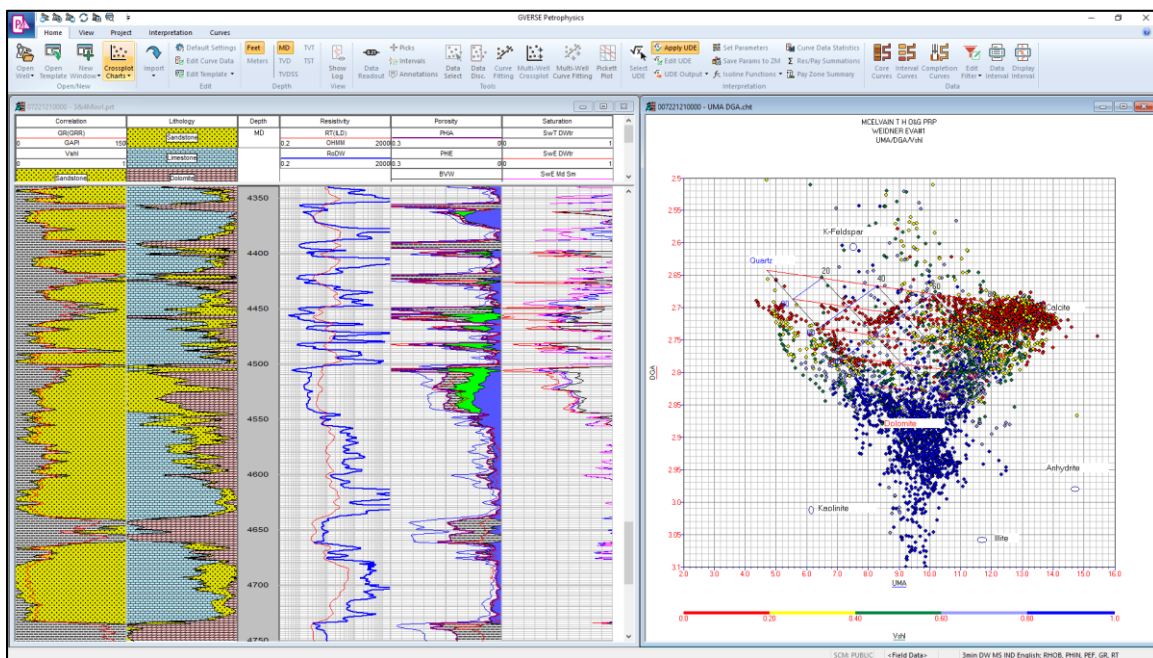 GVERSE Petrophysics
Home View Project Interpretation Curves
Open Well Open Template New Window Crossplot Charts Import
Default Settings
Edit Curve Data
Edit Template
Feet
Meters
MD TVT
TVD TST
TVDSS
Show Log
Data Readout
Picks
Intervals
Annotations
Data Select Data Disc. Curve Fitting Multi-Well Crossplot Multi-Well Curve Fitting Pickett Plot
Select UDE
Apply UDE
Edit UDE
UDE Output
Set Parameters
Save Params to ZM
Isoline Functions
Curve Data Statistics
Res/Pay Summations
Pay Zone Summary
Core Curves Interval Curves Completion Curves Edit Filter Data Interval Display Interval
Open/New Edit Depth View Tools Interpretation Data
007221210000 - UMA DGA.cht
Correlation Lithology Depth Resistivity Porosity Saturation
GR(GRR) Sandstone MD RT(ILD) PHIA SwT DWtr
0 GAPI 150 0.2 OHMM 2000 0.3 0 0 1
Vshl Limestone RoDW PHIE SwE DWtr
0 1 0.2 2000 0.3 0 0 1
Sandstone Dolomite BVW SwE Md Sm
4350
4400
4450
4500
4550
4600
4650
4700
4750
MCELVAIN T H O&G PRP
WEIDNER EVA#1
UMA/DGA/Vshl
2.5
2.55
2.6
2.65
2.7
2.75
2.8
2.85
2.9
2.95
3.0
3.05
3.1
DGA
K-Feldspar
Quartz
20
40
60
Calcite
Dolomite
Anhydrite
Kaolinite
Illite
2.0 3.0 4.0 5.0 6.0 7.0 8.0 9.0 10.0 11.0 12.0 13.0 14.0 15.0 16.0
UMA
0.0 0.20 0.40 0.60 0.80 1.0
Vshl
SCM: PUBLIC <Field Data> 3min DW MS IND English: RHOB, PHIN, PEF, GR, RT